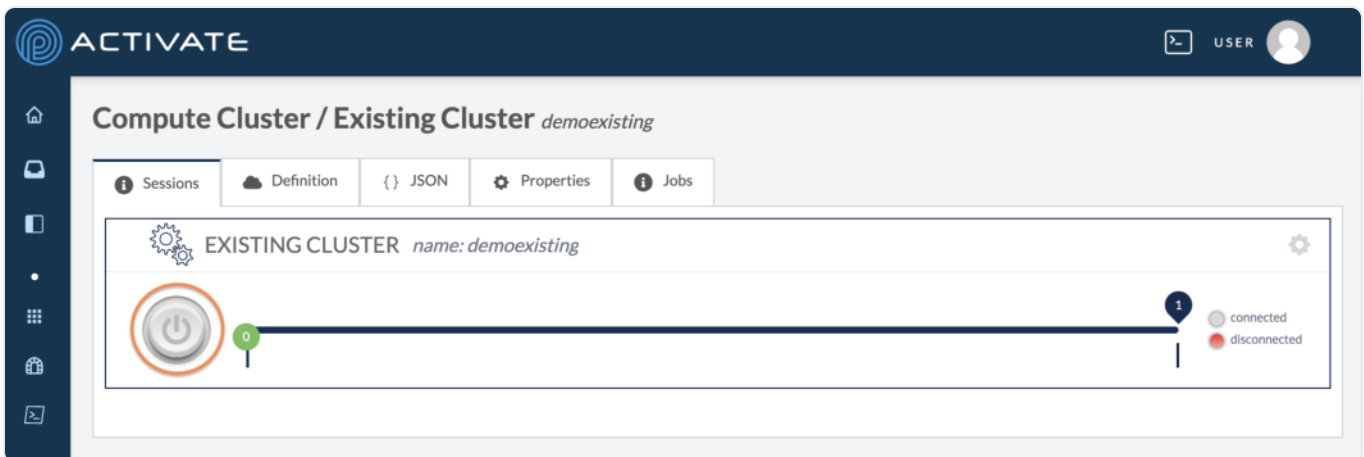 ACTIVATE
USER
Compute Cluster / Existing Cluster demoexisting
Sessions Definition {} JSON Properties Jobs
EXISTING CLUSTER name: demoexisting
0
1
connected
disconnected